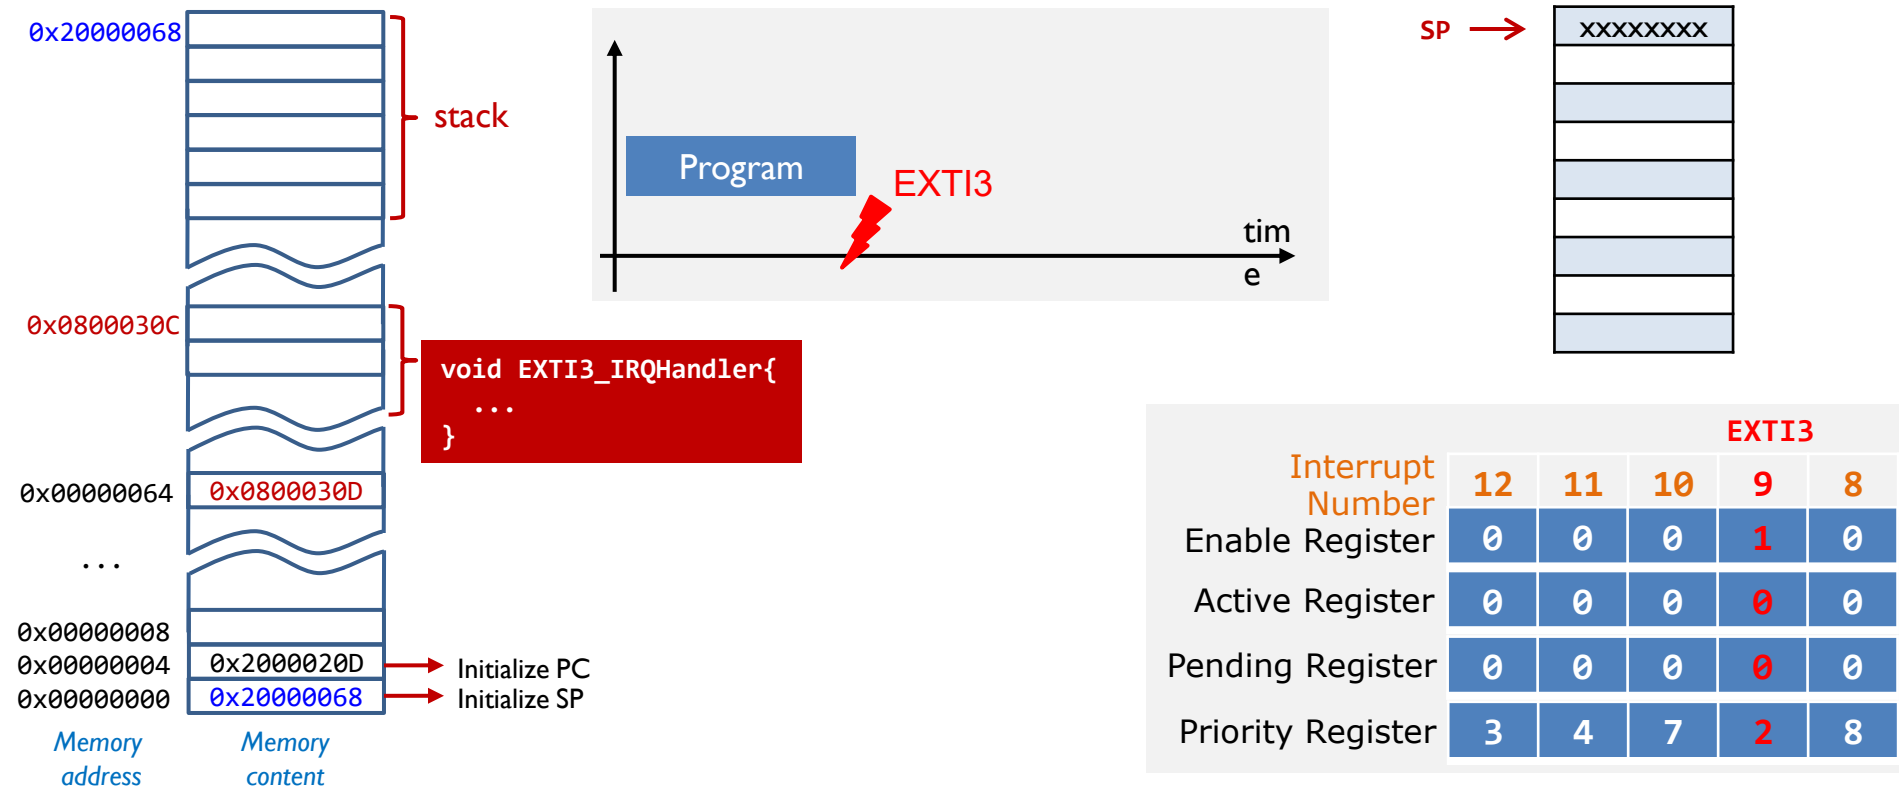 0x20000068
stack
0x0800030C
void EXTI3_IRQHandler{
...
}
0x00000064 0x0800030D
...
0x00000008
0x00000004 0x2000020D Initialize PC
0x00000000 0x20000068 Initialize SP
Memory address
Memory content
Program
EXTI3
tim
e
SP xxxxxxxx
EXTI3
Interrupt
Number 12 11 10 9 8
Enable Register 0 0 0 1 0
Active Register 0 0 0 0 0
Pending Register 0 0 0 0 0
Priority Register 3 4 7 2 8